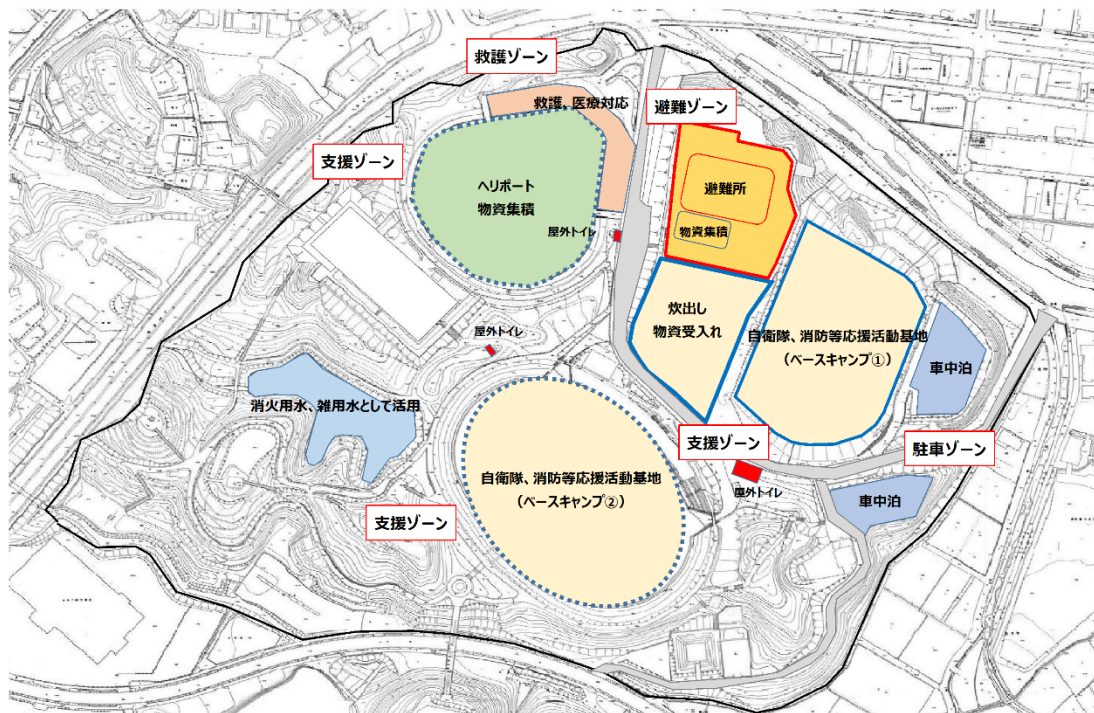 救護ゾーン
救護、医療対応
避難ゾーン
支援ゾーン
ヘリポート
物資集積
避難所
物資集積
屋外トイレ
炊出し
物資受入れ
自衛隊、消防等応援活動基地
（ベースキャンプ①）
車中泊
屋外トイレ
消火用水、雑用水として活用
支援ゾーン
駐車ゾーン
自衛隊、消防等応援活動基地
（ベースキャンプ②）
屋外トイレ
車中泊
支援ゾーン